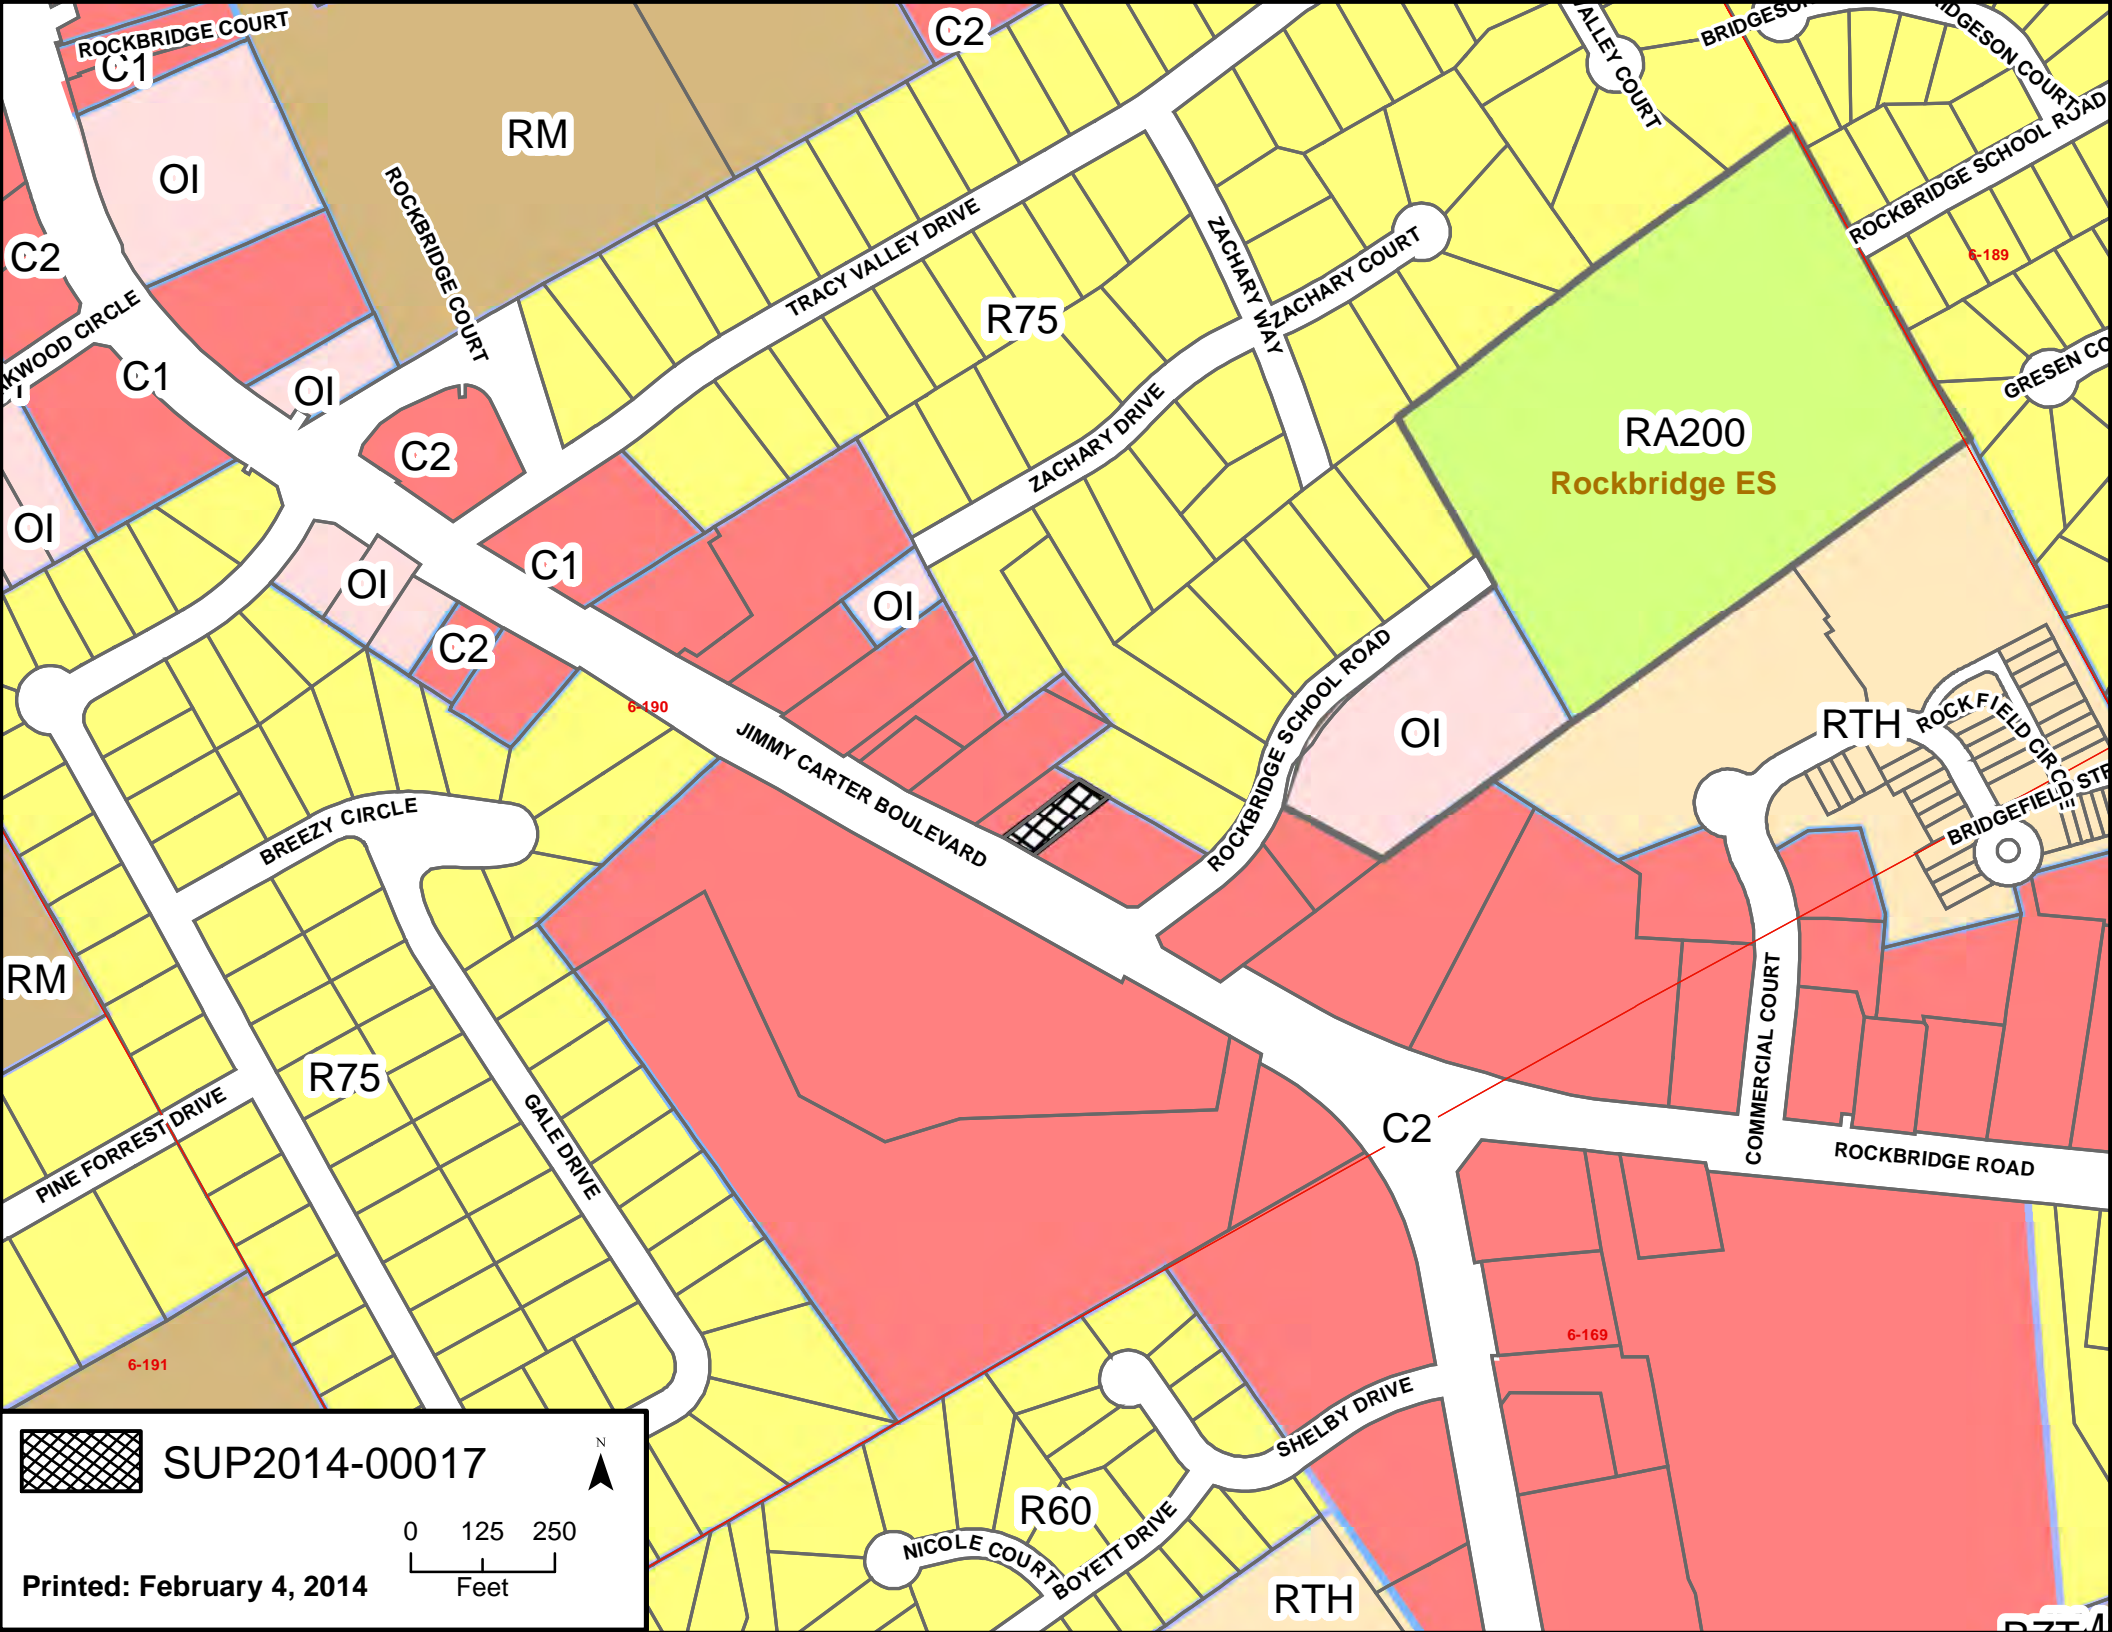 ROCKBRIDGE COURT
C1
C2
RM
OI
ROCKBRIDGE COURT
C2
C1
OI
C2
OI
TRACY VALLEY DRIVE
R75
ZACHARY WAY
ZACHARY COURT
ZACHARY DRIVE
VALLEY COURT
ROCKBRIDGE SCHOOL ROAD
6-189
RA200
Rockbridge ES
C1
OI
OI
C2
6-190
JIMMY CARTER BOULEVARD
ROCKBRIDGE SCHOOL ROAD
OI
RTH
ROCKFIELD CIRCLE
BREEZY CIRCLE
RM
R75
PINE FORREST DRIVE
GALE DRIVE
C2
COMMERCIAL COURT
ROCKBRIDGE ROAD
6-191
6-169
SHELBY DRIVE
R60
NICOLE COURT
BOYETT DRIVE
RTH
SUP2014-00017
N
0 125 250
Feet
Printed: February 4, 2014